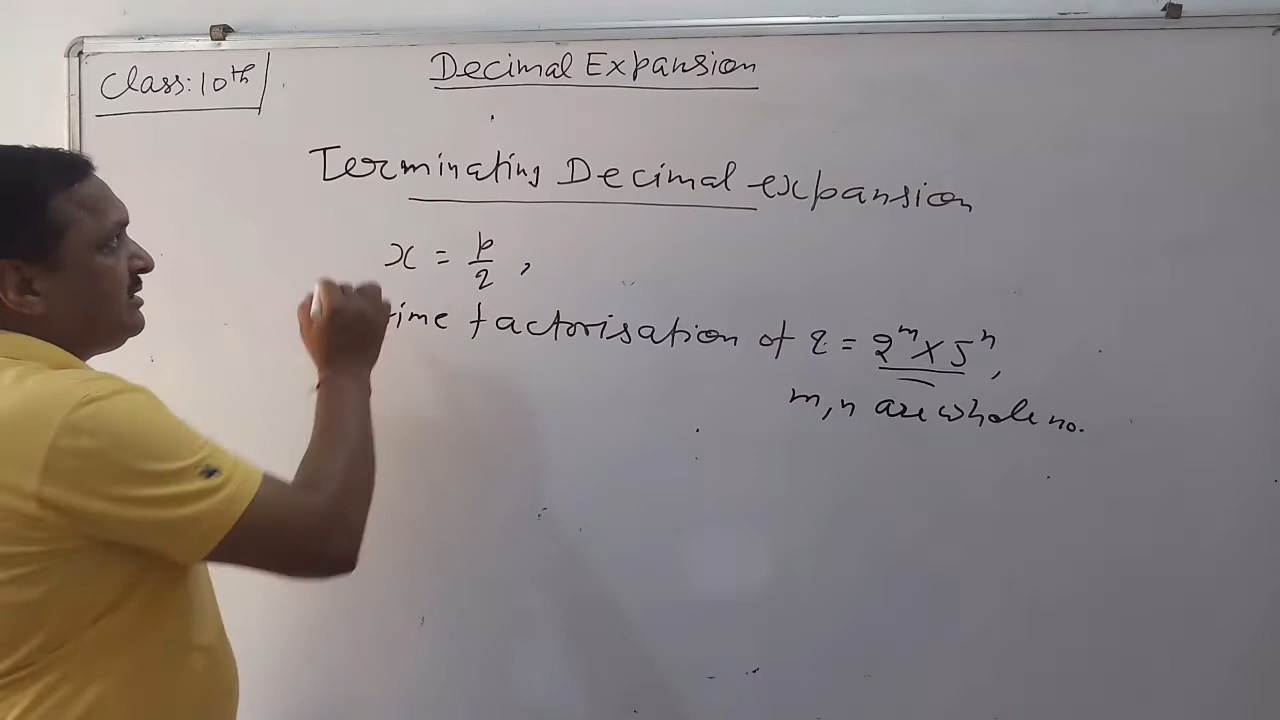 Class: 10th
Decimal Expansion
Terminating Decimal expansion
x = p/q ,
ime factorisation of q = 2^m x 5^n ,
m, n are whole no.